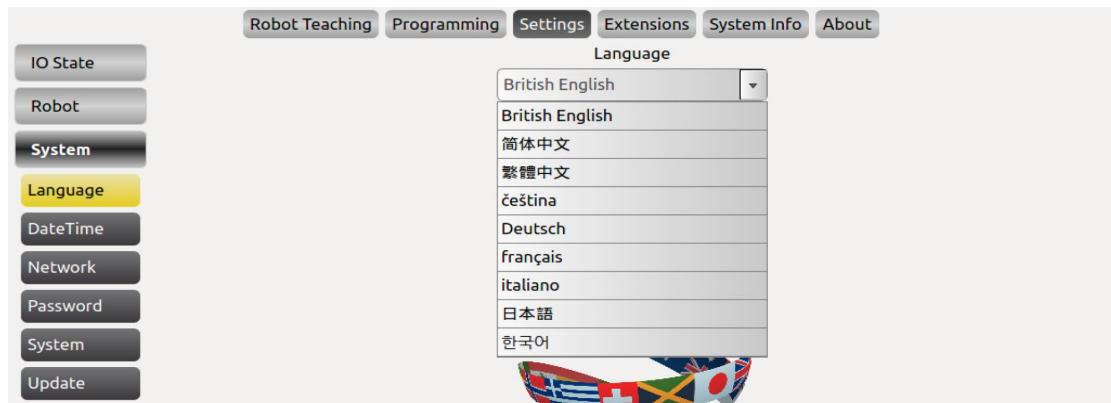 Robot Teaching Programming Settings Extensions System Info About
IO State
Robot
System
Language
DateTime
Network
Password
System
Update
Language
British English
British English
简体中文
繁體中文
čeština
Deutsch
français
italiano
日本語
한국어